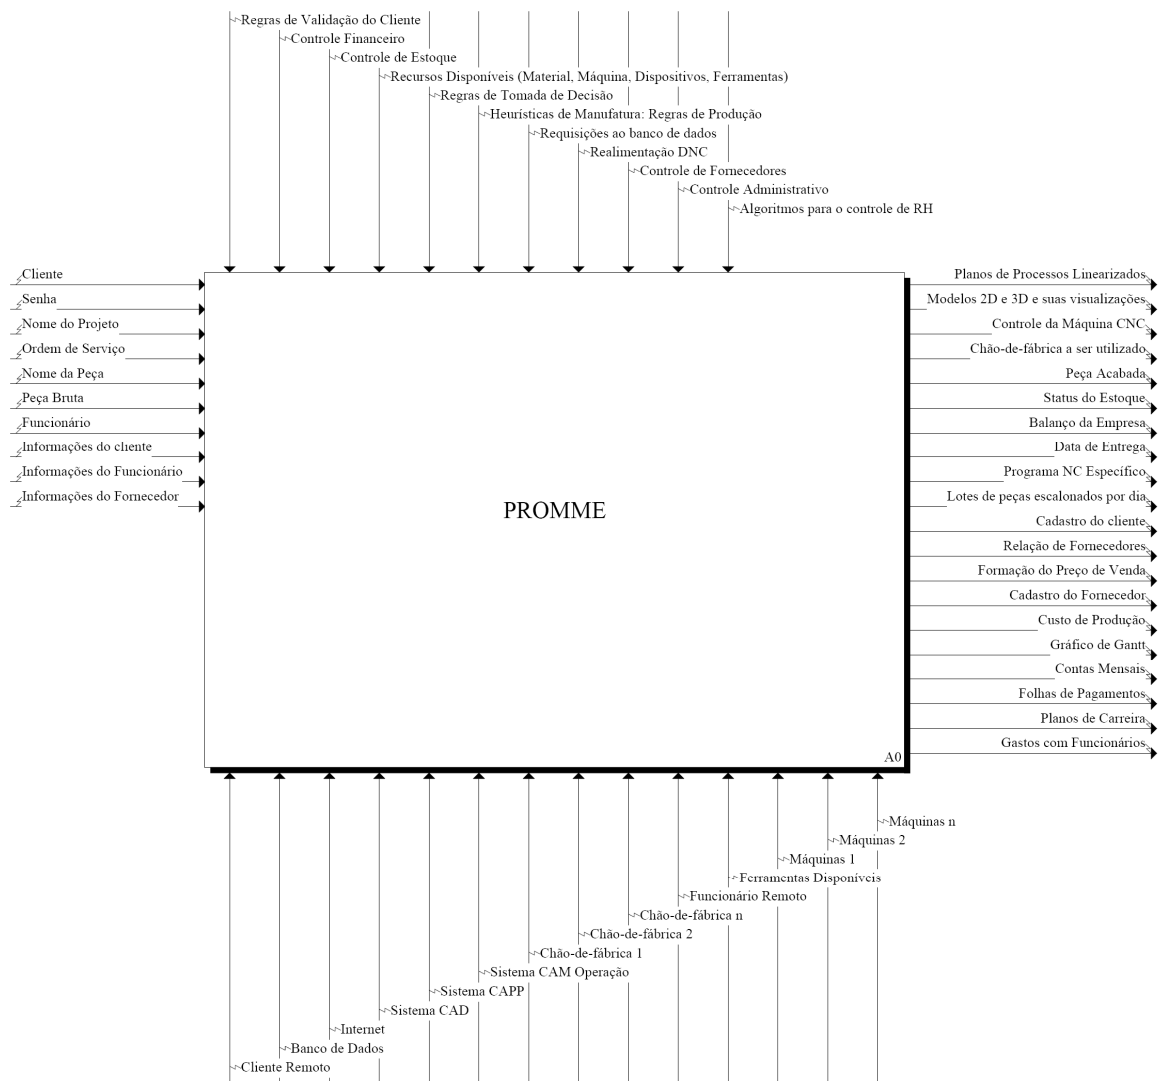 Regras de Validação do Cliente
Controle Financeiro
Controle de Estoque
Recursos Disponíveis (Material, Máquina, Dispositivos, Ferramentas)
Regras de Tomada de Decisão
Heurísticas de Manufatura: Regras de Produção
Requisições ao banco de dados
Realimentação DNC
Controle de Fornecedores
Controle Administrativo
Algoritmos para o controle de RH
Cliente
Senha
Nome do Projeto
Ordem de Serviço
Nome da Peça
Peça Bruta
Funcionário
Informações do cliente
Informações do Funcionário
Informações do Fornecedor
PROMME
A0
Planos de Processos Linearizados
Modelos 2D e 3D e suas visualizações
Controle da Máquina CNC
Chão-de-fábrica a ser utilizado
Peça Acabada
Status do Estoque
Balanço da Empresa
Data de Entrega
Programa NC Específico
Lotes de peças escalonados por dia
Cadastro do cliente
Relação de Fornecedores
Formação do Preço de Venda
Cadastro do Fornecedor
Custo de Produção
Gráfico de Gantt
Contas Mensais
Folhas de Pagamentos
Planos de Carreira
Gastos com Funcionários
Máquinas n
Máquinas 2
Máquinas 1
Ferramentas Disponíveis
Funcionário Remoto
Chão-de-fábrica n
Chão-de-fábrica 2
Chão-de-fábrica 1
Sistema CAM Operação
Sistema CAPP
Sistema CAD
Internet
Banco de Dados
Cliente Remoto